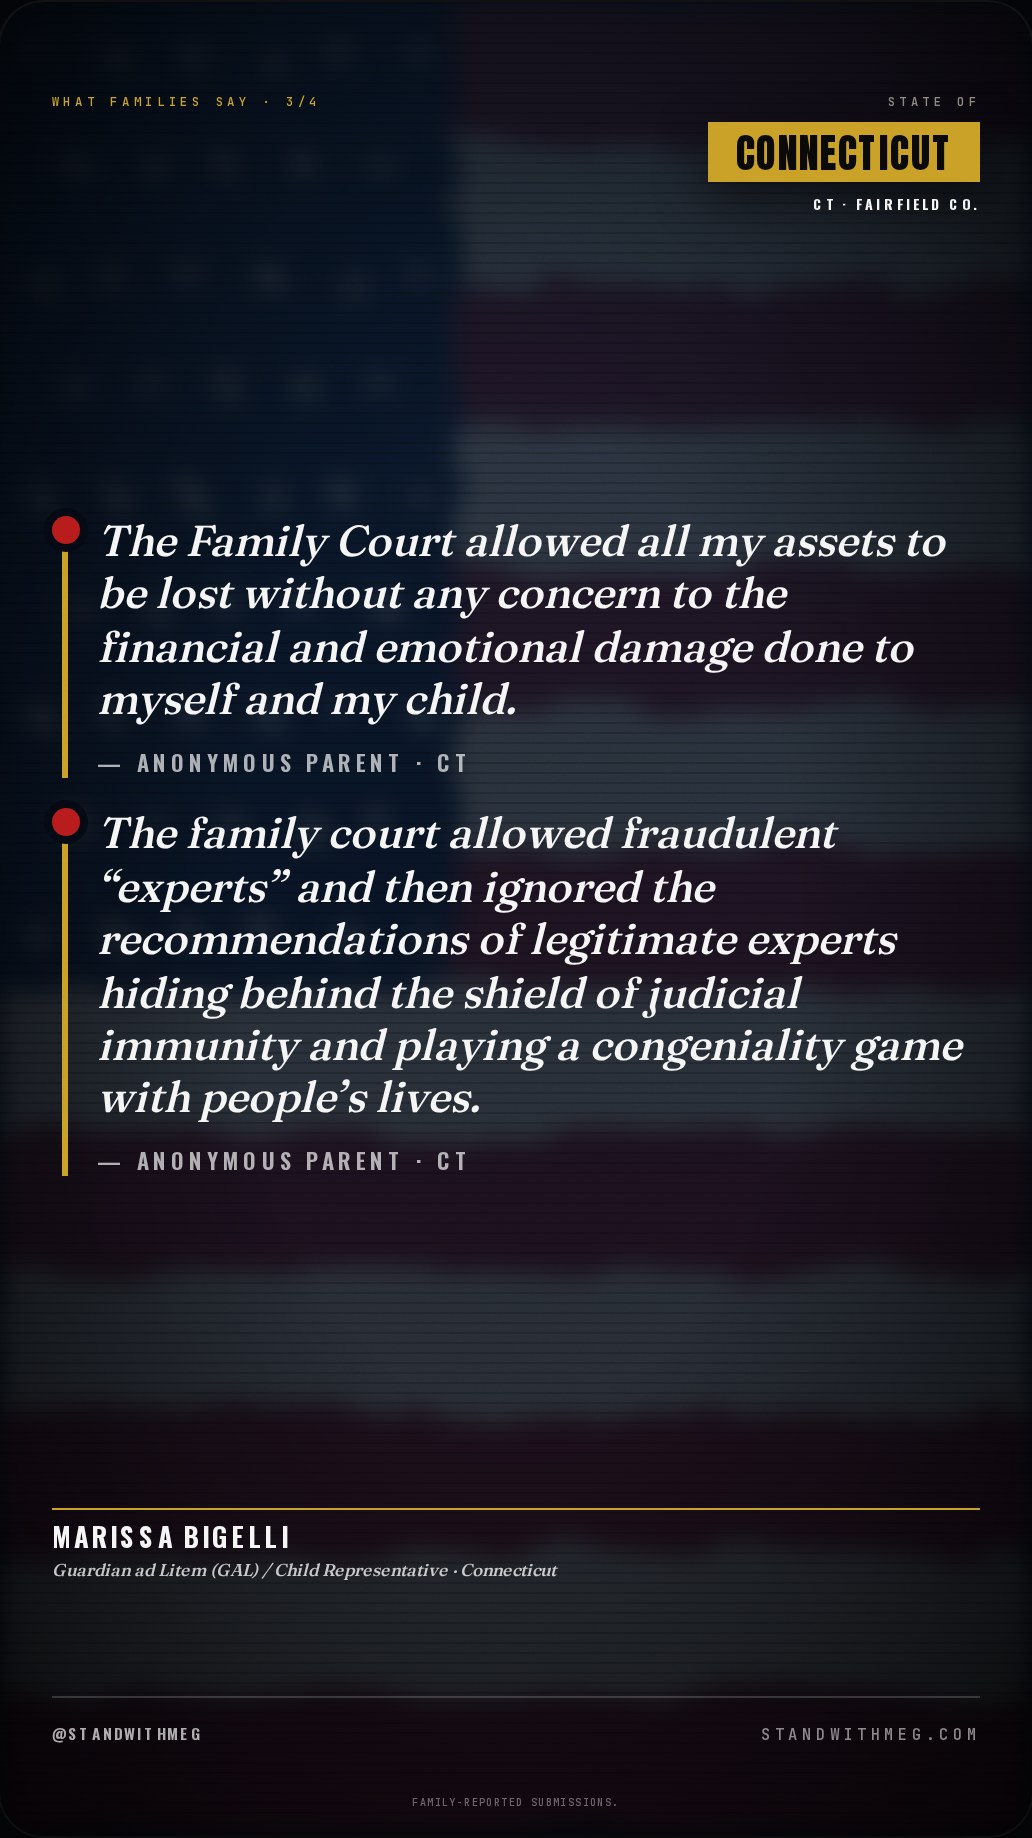 WHAT FAMILIES SAY · 3/4
STATE OF
CONNECTICUT
CT · FAIRFIELD CO.
The Family Court allowed all my assets to
be lost without any concern to the
financial and emotional damage done to
myself and my child.
— ANONYMOUS PARENT · CT
The family court allowed fraudulent
“experts” and then ignored the
recommendations of legitimate experts
hiding behind the shield of judicial
immunity and playing a congeniality game
with people’s lives.
— ANONYMOUS PARENT · CT
MARISSA BIGELLI
Guardian ad Litem (GAL) / Child Representative · Connecticut
@STANDWITHMEG
STANDWITHMEG.COM
FAMILY-REPORTED SUBMISSIONS.